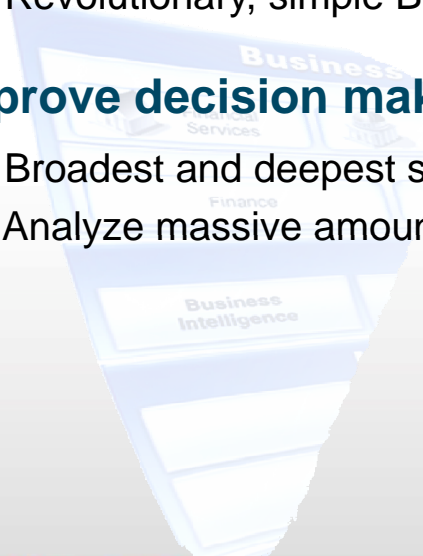 Revolutionary, simple B
Business
prove decision mak
Financial
Services
Broadest and deepest s
Finance
Analyze massive amour
Business
Intelligence